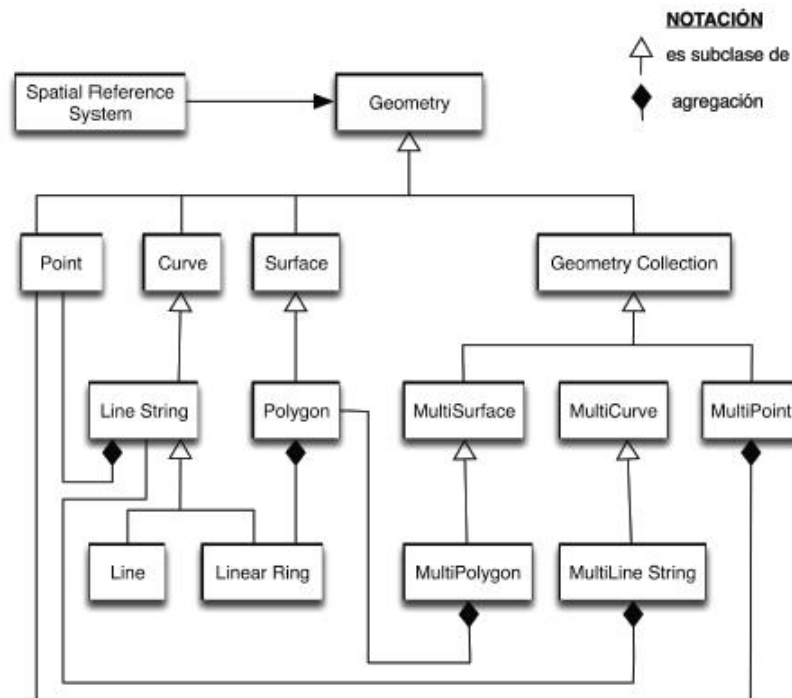 NOTACIÓN
es subclase de
agregación
Spatial Reference
System
Geometry
Point
Curve
Surface
Geometry Collection
Line String
Polygon
MultiSurface
MultiCurve
MultiPoint
Line
Linear Ring
MultiPolygon
MultiLine String